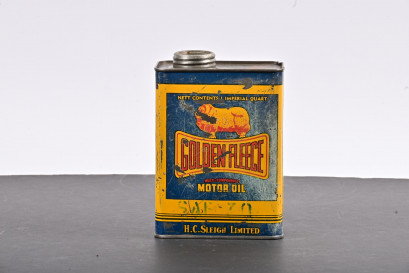 NETT CONTENTS 1 IMPERIAL QUART
GOLDEN FLEECE
MOTOR OIL
H.C. SLEIGH LIMITED